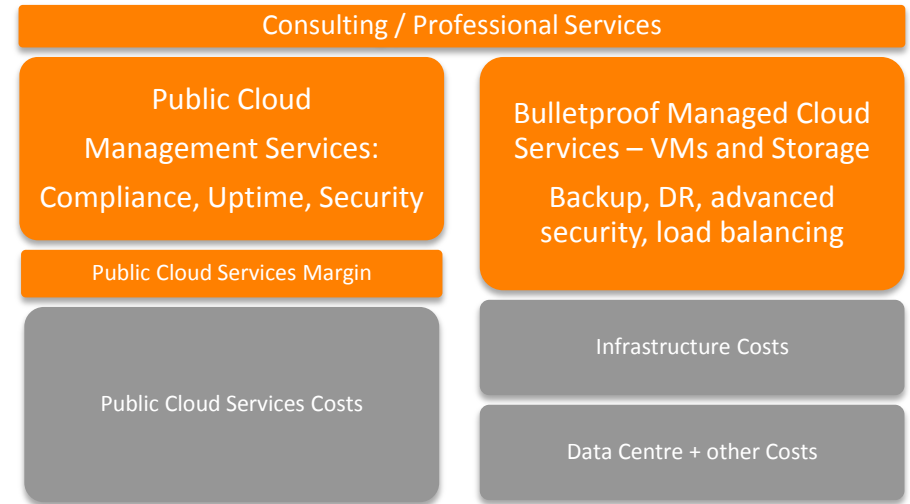 Consulting / Professional Services
Public Cloud
Management Services:
Compliance, Uptime, Security
Public Cloud Services Margin
Public Cloud Services Costs
Bulletproof Managed Cloud
Services – VMs and Storage
Backup, DR, advanced
security, load balancing
Infrastructure Costs
Data Centre + other Costs